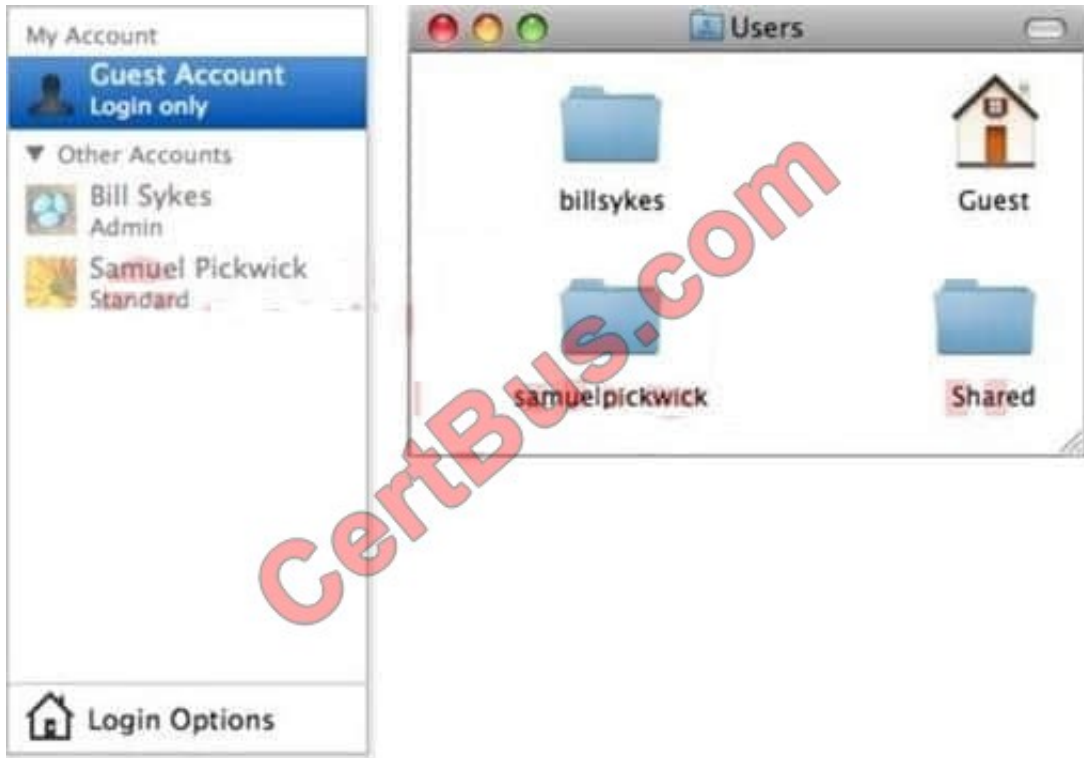 My Account
Guest Account
Login only
Other Accounts
Bill Sykes
Admin
Samuel Pickwick
Standard
Login Options
Users
billsykes
Guest
samuelpickwick
Shared
CertBus.com